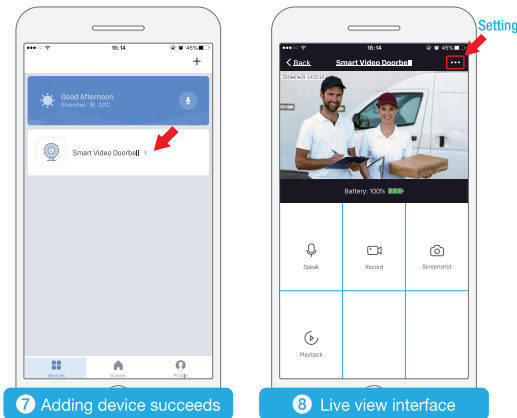 Setting
16:14
45%
+
Good Afternoon
Shenzhen
30°C
Smart Video Doorbell >
Devices
Scenes
Profile
7 Adding device succeeds
16:14
45%
< Back
Smart Video Doorbell
...
Battery: 100%
Speak
Record
Screenshot
Playback
8 Live view interface